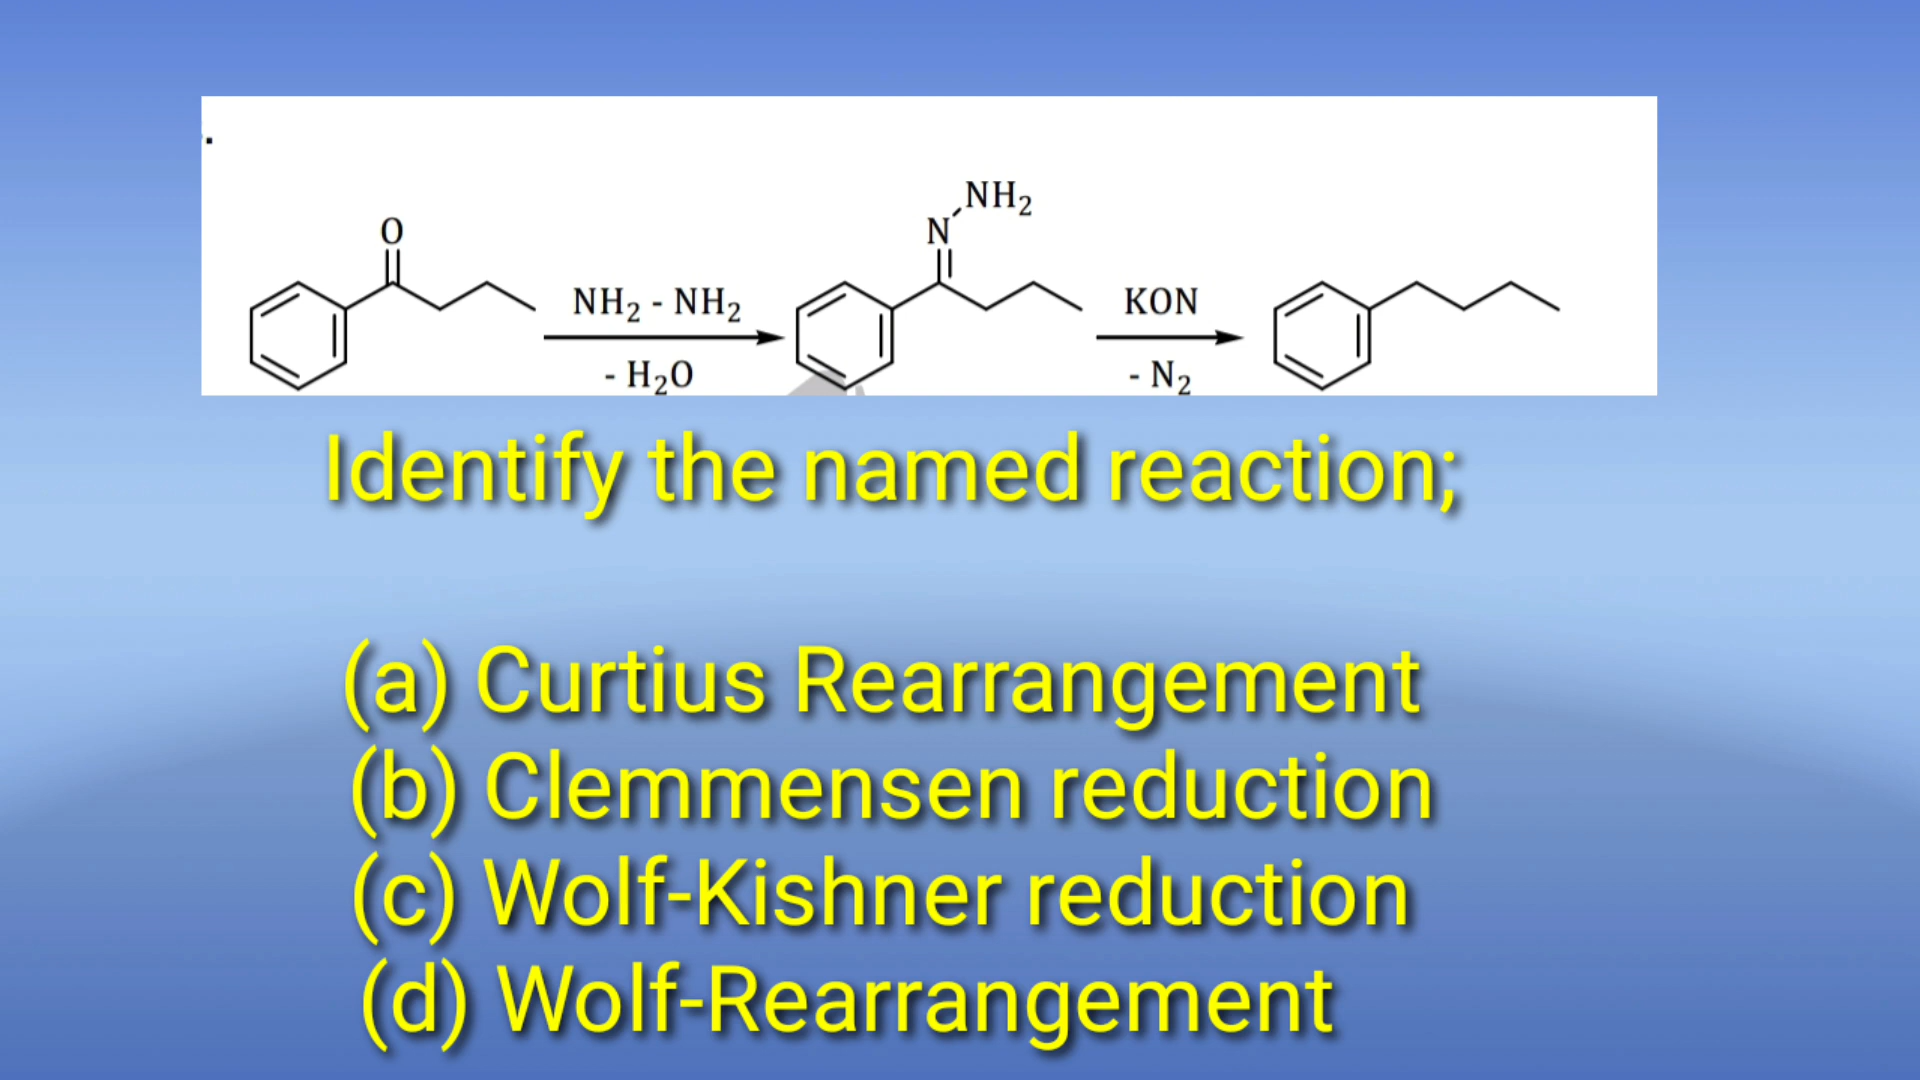 O
NH₂ - NH₂
- H₂O
N
NH₂
KON
- N₂
Identify the named reaction;
(a) Curtius Rearrangement
(b) Clemmensen reduction
(c) Wolf-Kishner reduction
(d) Wolf-Rearrangement